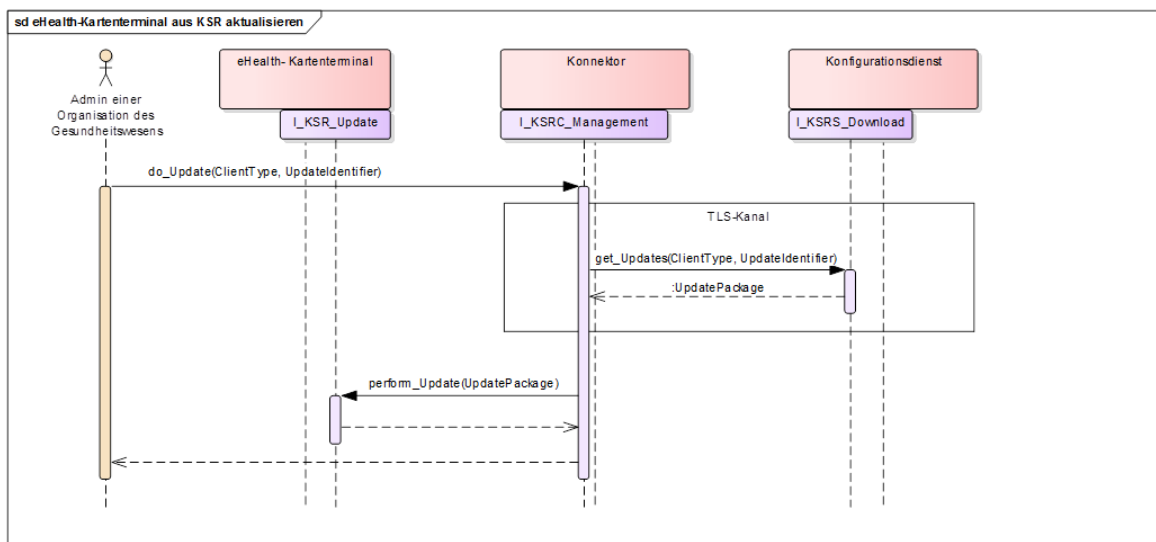 sd eHealth-Kartenterminal aus KSR aktualisieren
eHealth- Kartenterminal
Konnektor
Konfigurationsdienst
Admin einer
Organisation des
Gesundheitswesens
I_KSR_Update
I_KSRC_Management
I_KSRS_Download
do_Update(ClientType, UpdateIdentifier)
TLS-Kanal
get_Updates(ClientType, UpdateIdentifier)
:UpdatePackage
perform_Update(UpdatePackage)